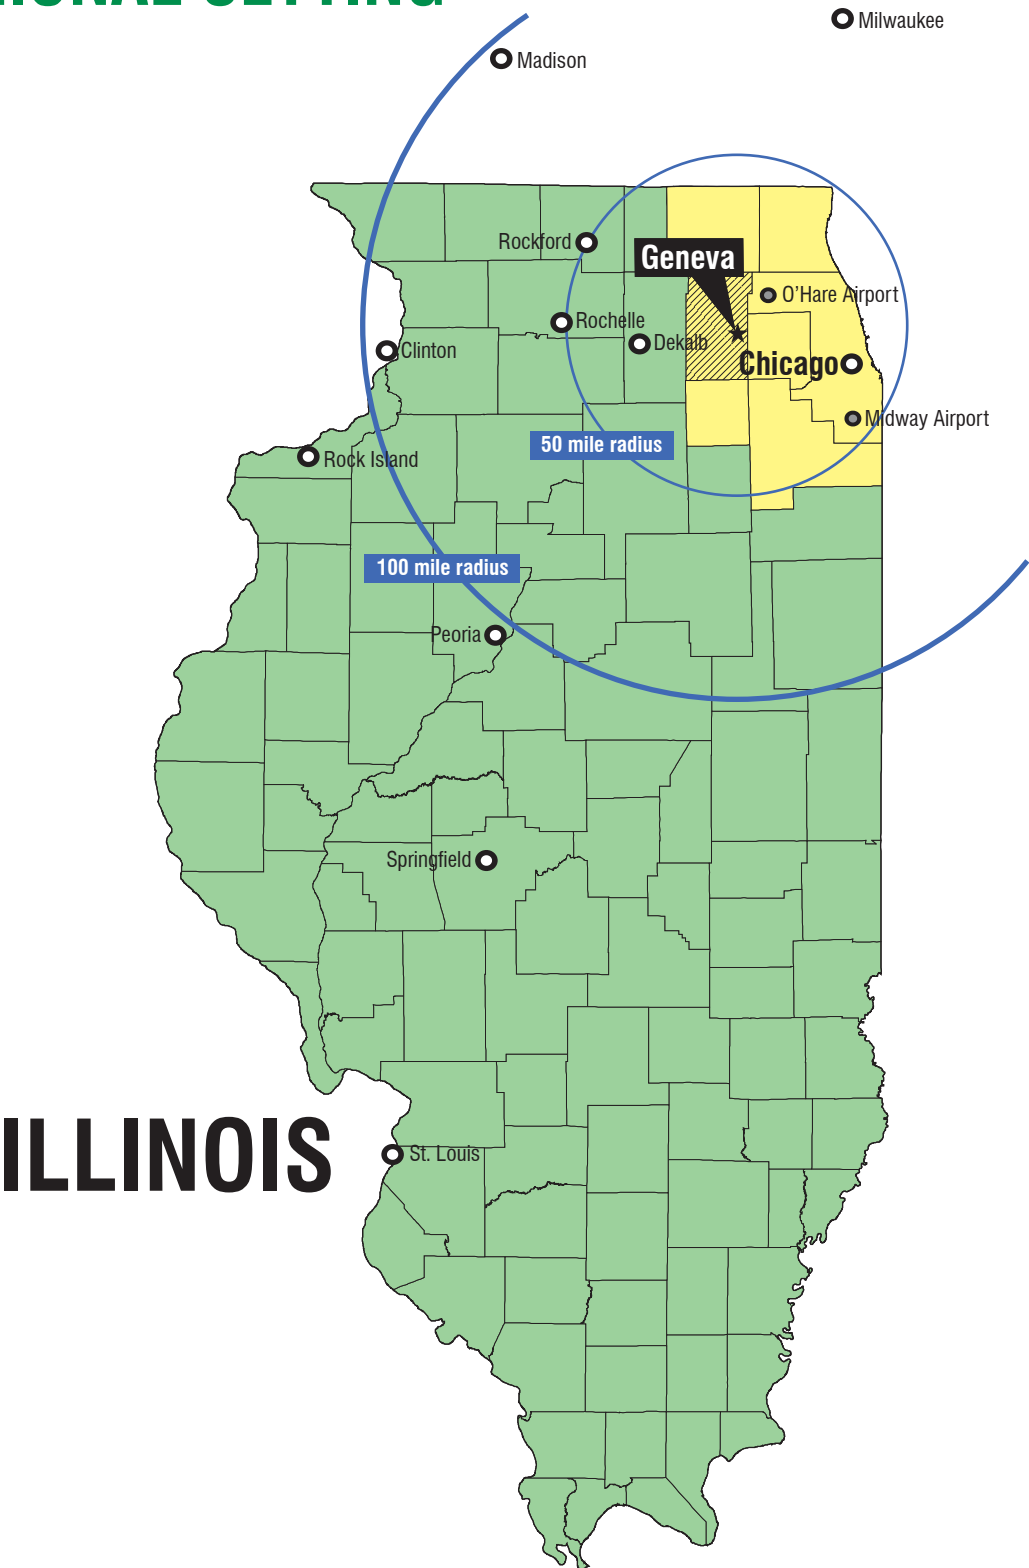 Milwaukee
Madison
Rockford
Geneva
O'Hare Airport
Rochelle
Dekalb
Clinton
Chicago
Midway Airport
50 mile radius
Rock Island
100 mile radius
Peoria
Springfield
ILLINOIS
St. Louis